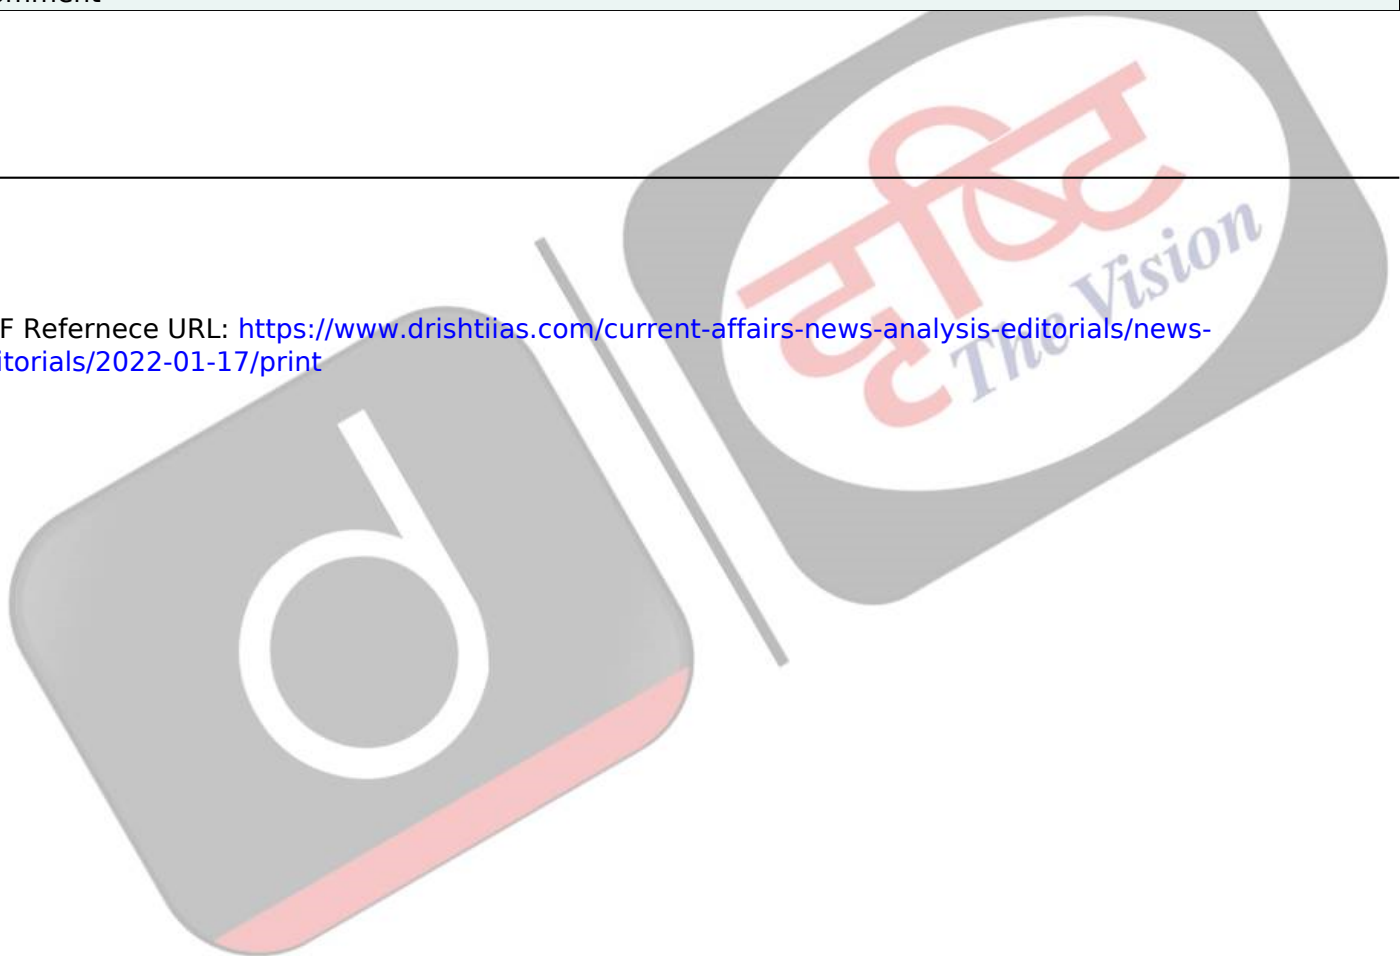 omment
दृष्टि
The Vision
F Refernece URL: https://www.drishtiias.com/current-affairs-news-analysis-editorials/news-
itorials/2022-01-17/print
d